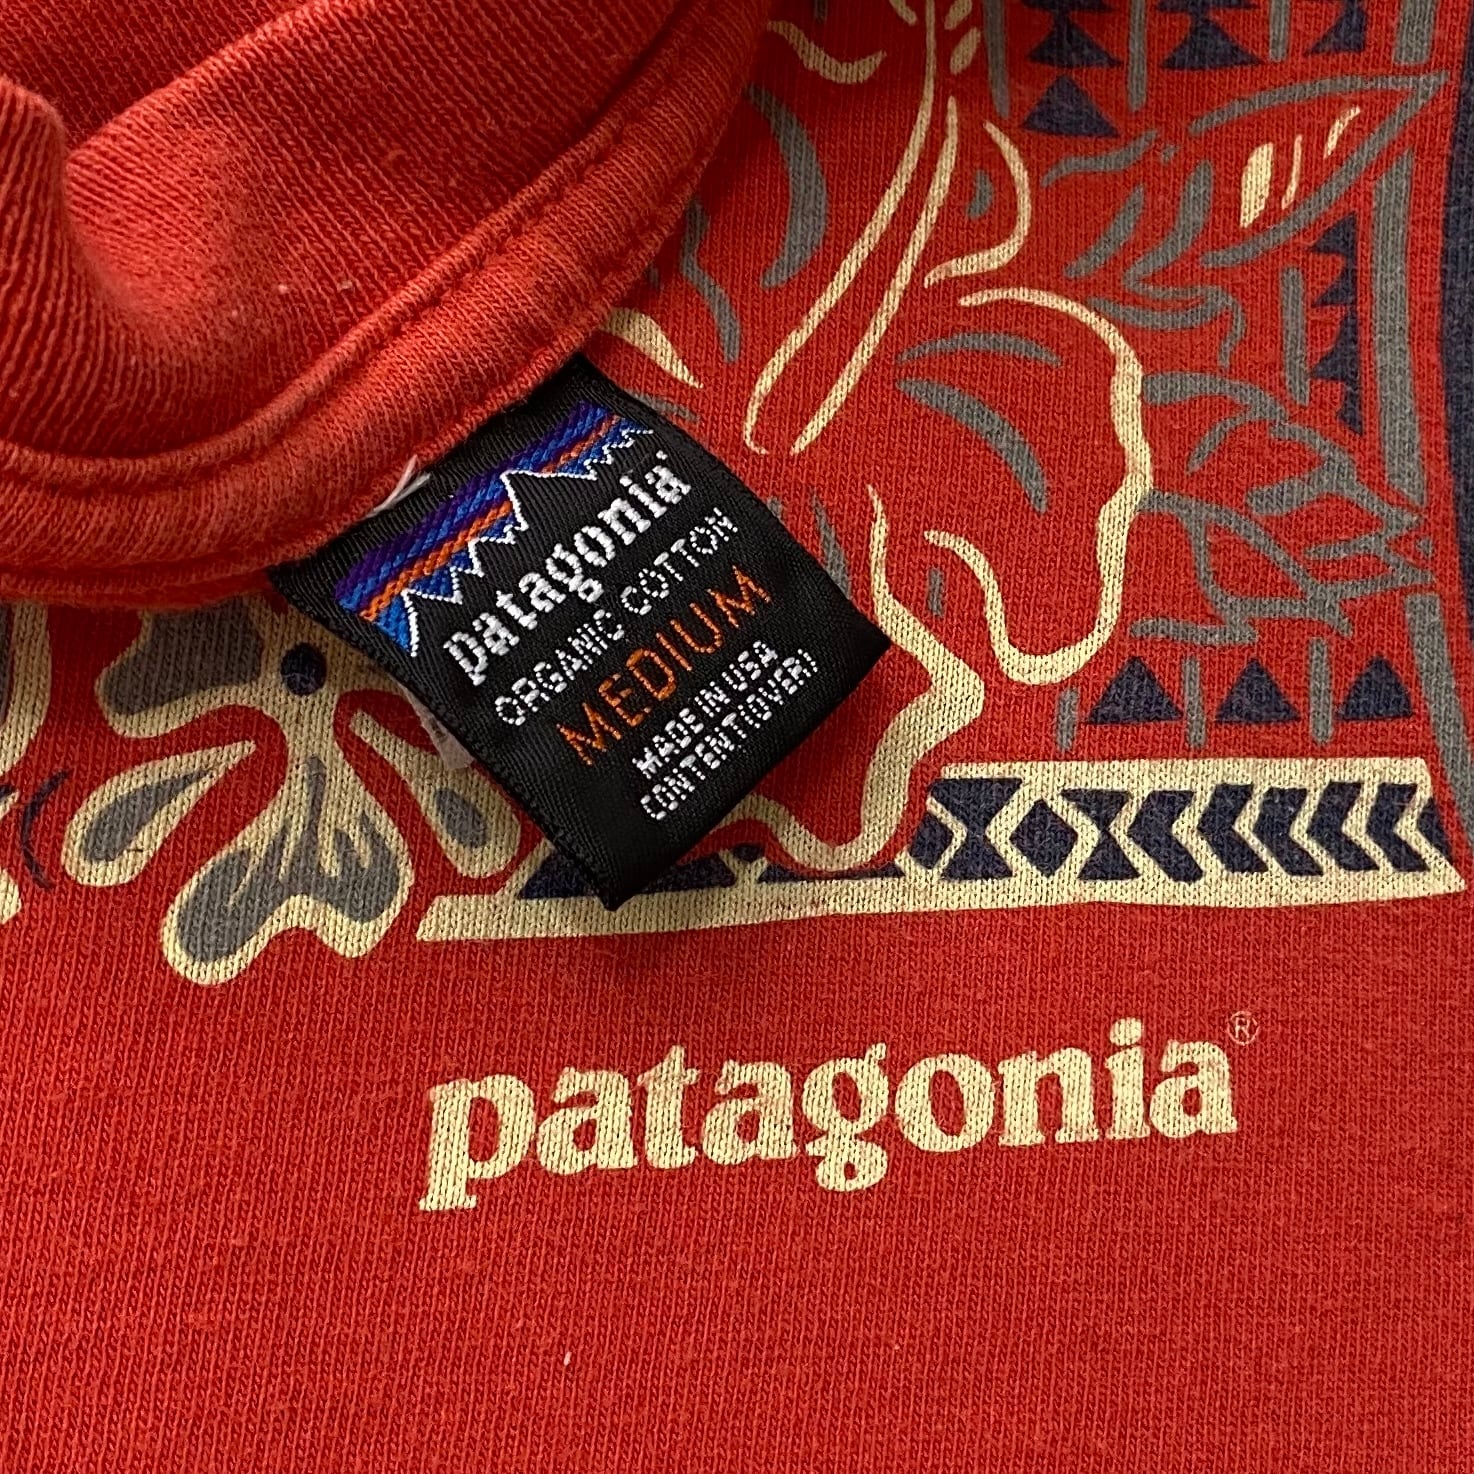 patagonia®
ORGANIC COTTON
MEDIUM
MADE IN USA
CONTENT (OVER)
patagonia®